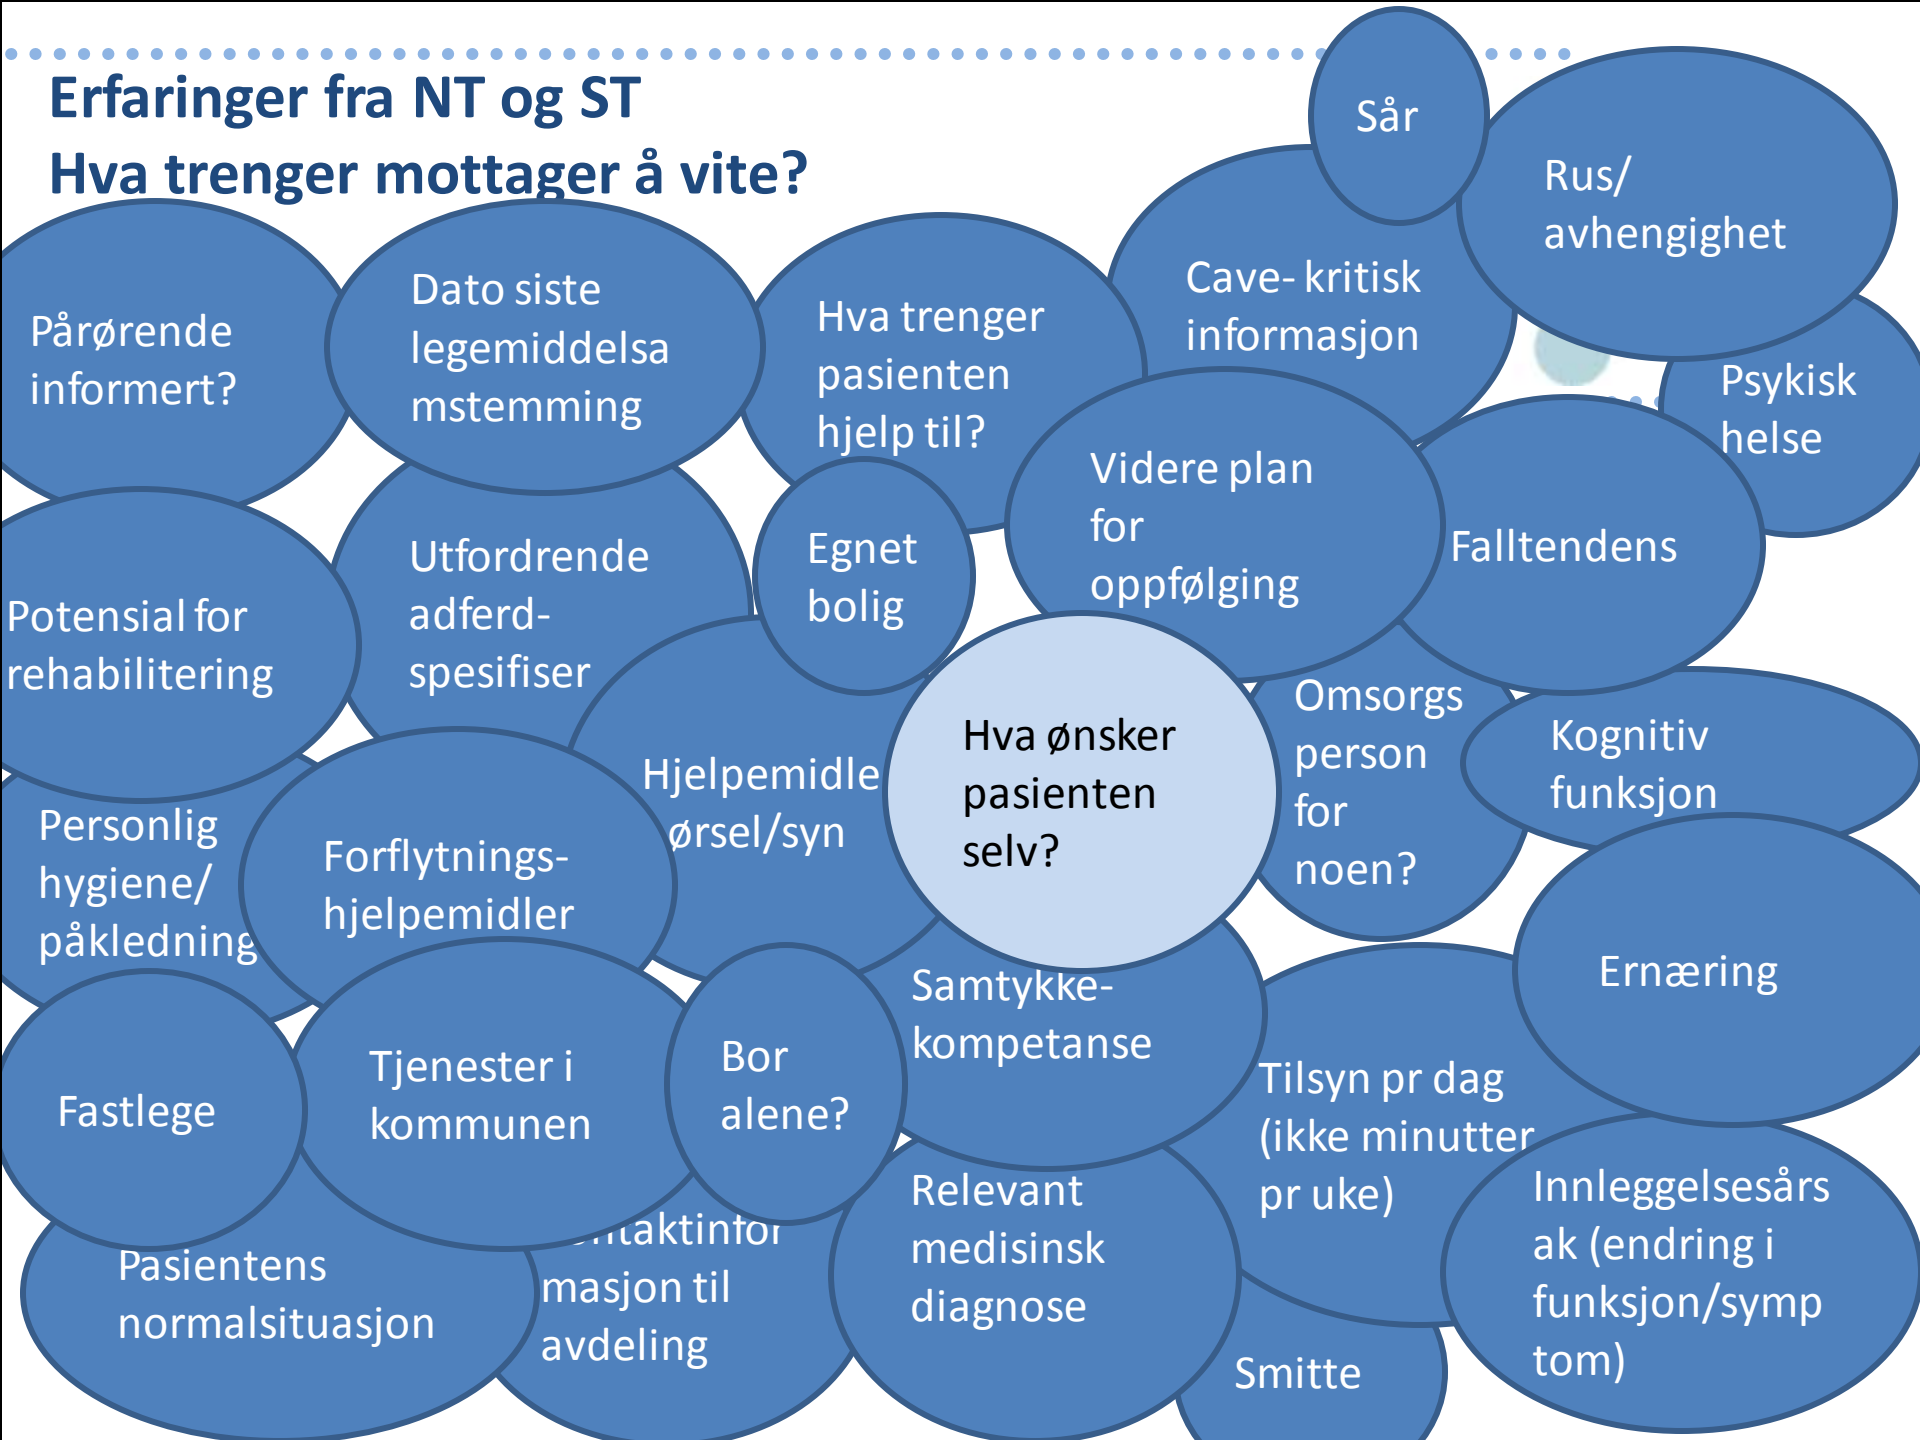 Erfaringer fra NT og ST
Hva trenger mottager å vite?
Sår
Rus/
avhengighet
Cave- kritisk
informasjon
Pårørende
informert?
Dato siste
legemiddelsa
mstemming
Hva trenger
pasienten
hjelp til?
Psykisk
helse
Videre plan
for
oppfølging
Falltendens
Egnet
bolig
Utfordrende
adferd-
spesifiser
Potensial for
rehabilitering
Hva ønsker
pasienten
selv?
Omsorgs
person
for
noen?
Kognitiv
funksjon
Hjelpemidle
ørsel/syn
Personlig
hygiene/
påkledning
Forflytnings-
hjelpemidler
Ernæring
Samtykke-
kompetanse
Fastlege
Tjenester i
kommunen
Bor
alene?
Tilsyn pr dag
(ikke minutter
pr uke)
Relevant
medisinsk
diagnose
Innleggelsesårs
ak (endring i
funksjon/symp
tom)
Pasientens
normalsituasjon
ntaktinfor
masjon til
avdeling
Smitte